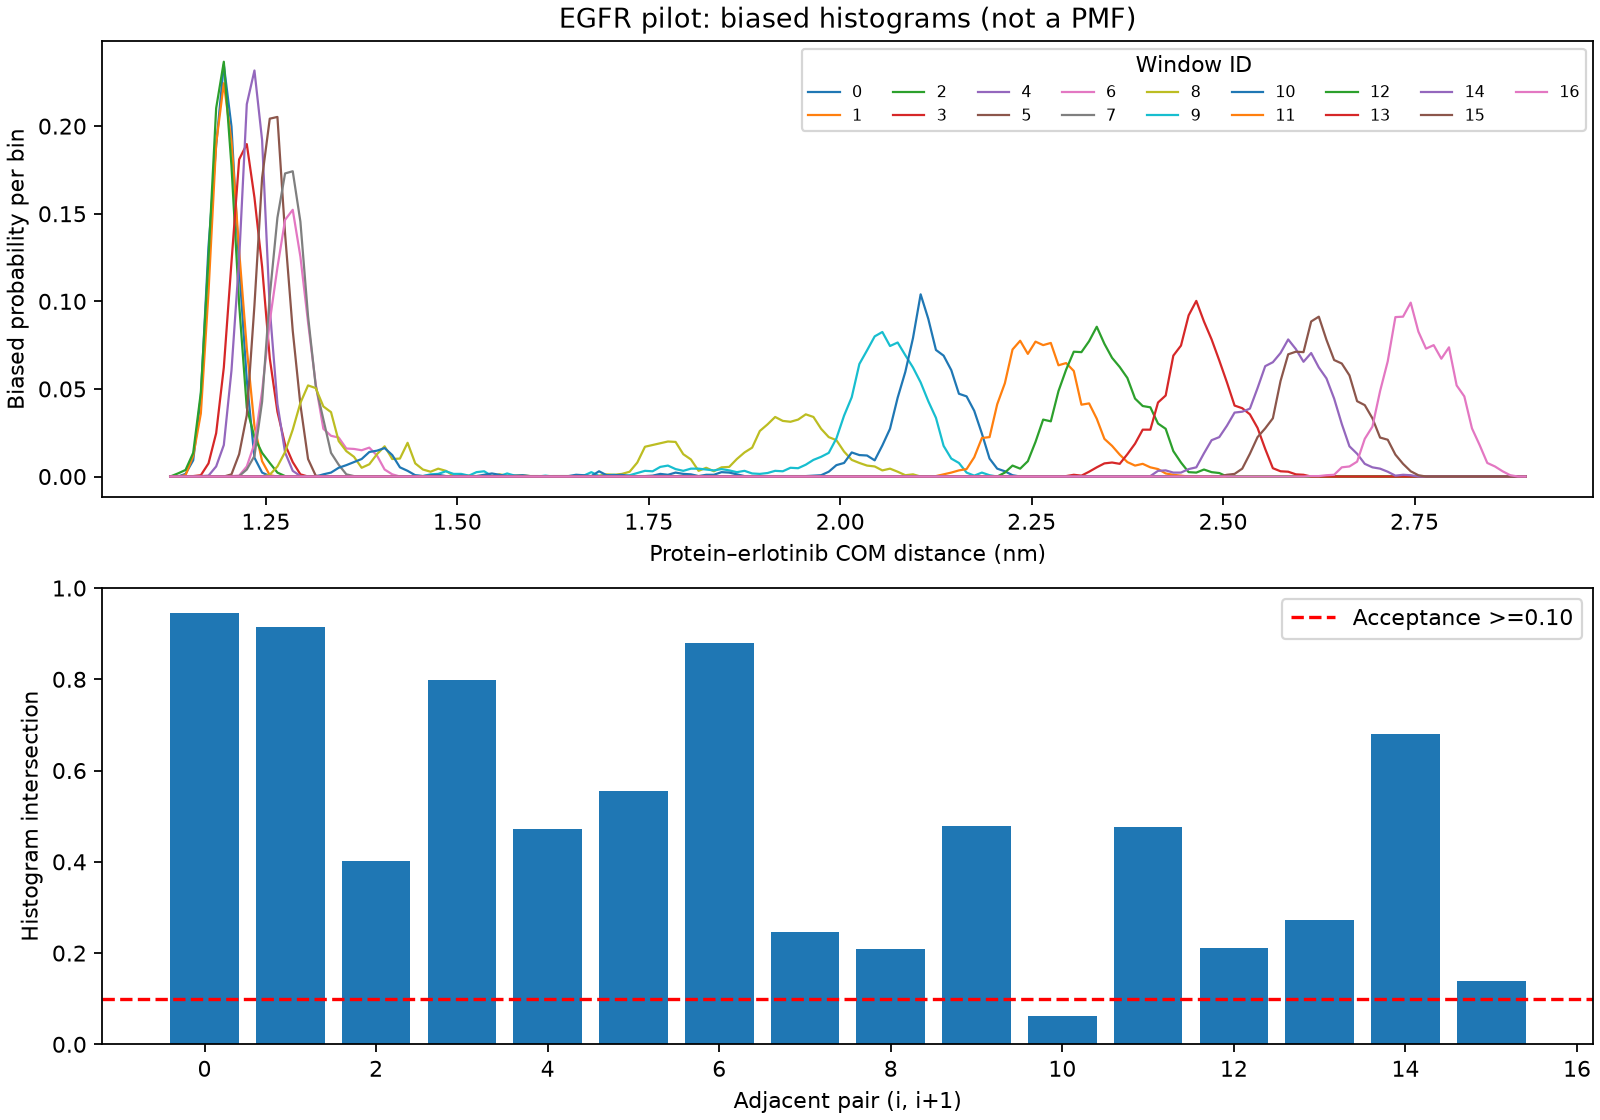 EGFR pilot: biased histograms (not a PMF)
Biased probability per bin
0.20
0.15
0.10
0.05
0.00
Window ID
0 2 4 6 8 10 12 14 16
1 3 5 7 9 11 13 15
1.25 1.50 1.75 2.00 2.25 2.50 2.75
Protein–erlotinib COM distance (nm)
Histogram intersection
1.0
0.8
0.6
0.4
0.2
0.0
Acceptance >=0.10
0 2 4 6 8 10 12 14 16
Adjacent pair (i, i+1)